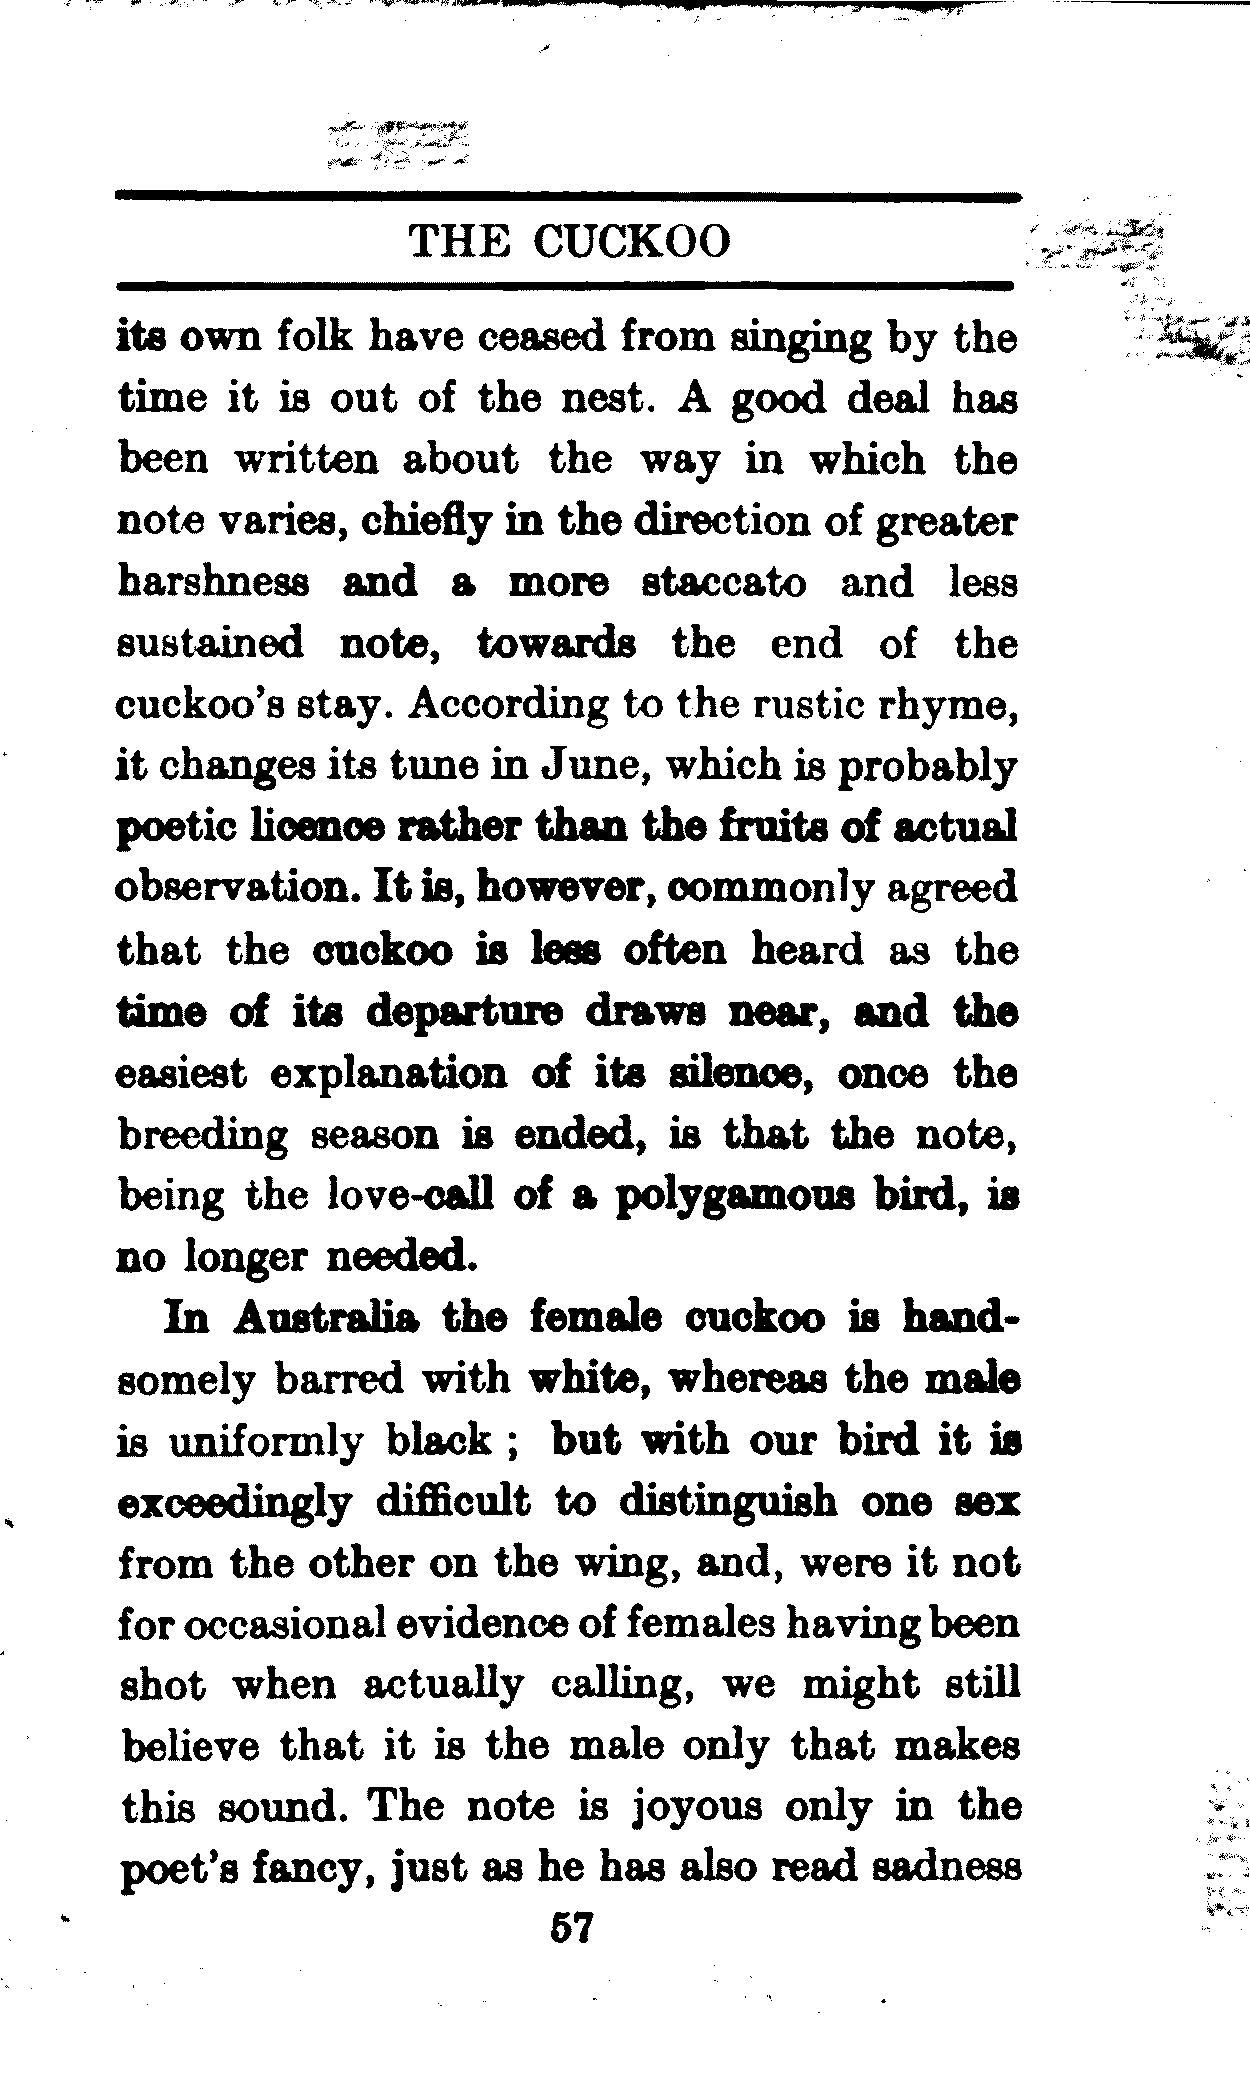 THE CUCKOO
its own folk have ceased from singing by the
time it is out of the nest. A good deal has
been written about the way in which the
note varies, chiefly in the direction of greater
harshness and a more staccato and less
sustained note, towards the end of the
cuckoo's stay. According to the rustic rhyme,
it changes its tune in June, which is probably
poetic licence rather than the fruits of actual
observation. It is, however, commonly agreed
that the cuckoo is less often heard as the
time of its departure draws near, and the
easiest explanation of its silence, once the
breeding season is ended, is that the note,
being the love-call of a polygamous bird, is
no longer needed.
In Australia the female cuckoo is hand-
somely barred with white, whereas the male
is uniformly black ; but with our bird it is
exceedingly difficult to distinguish one sex
from the other on the wing, and, were it not
for occasional evidence of females having been
shot when actually calling, we might still
believe that it is the male only that makes
this sound. The note is joyous only in the
poet's fancy, just as he has also read sadness
57